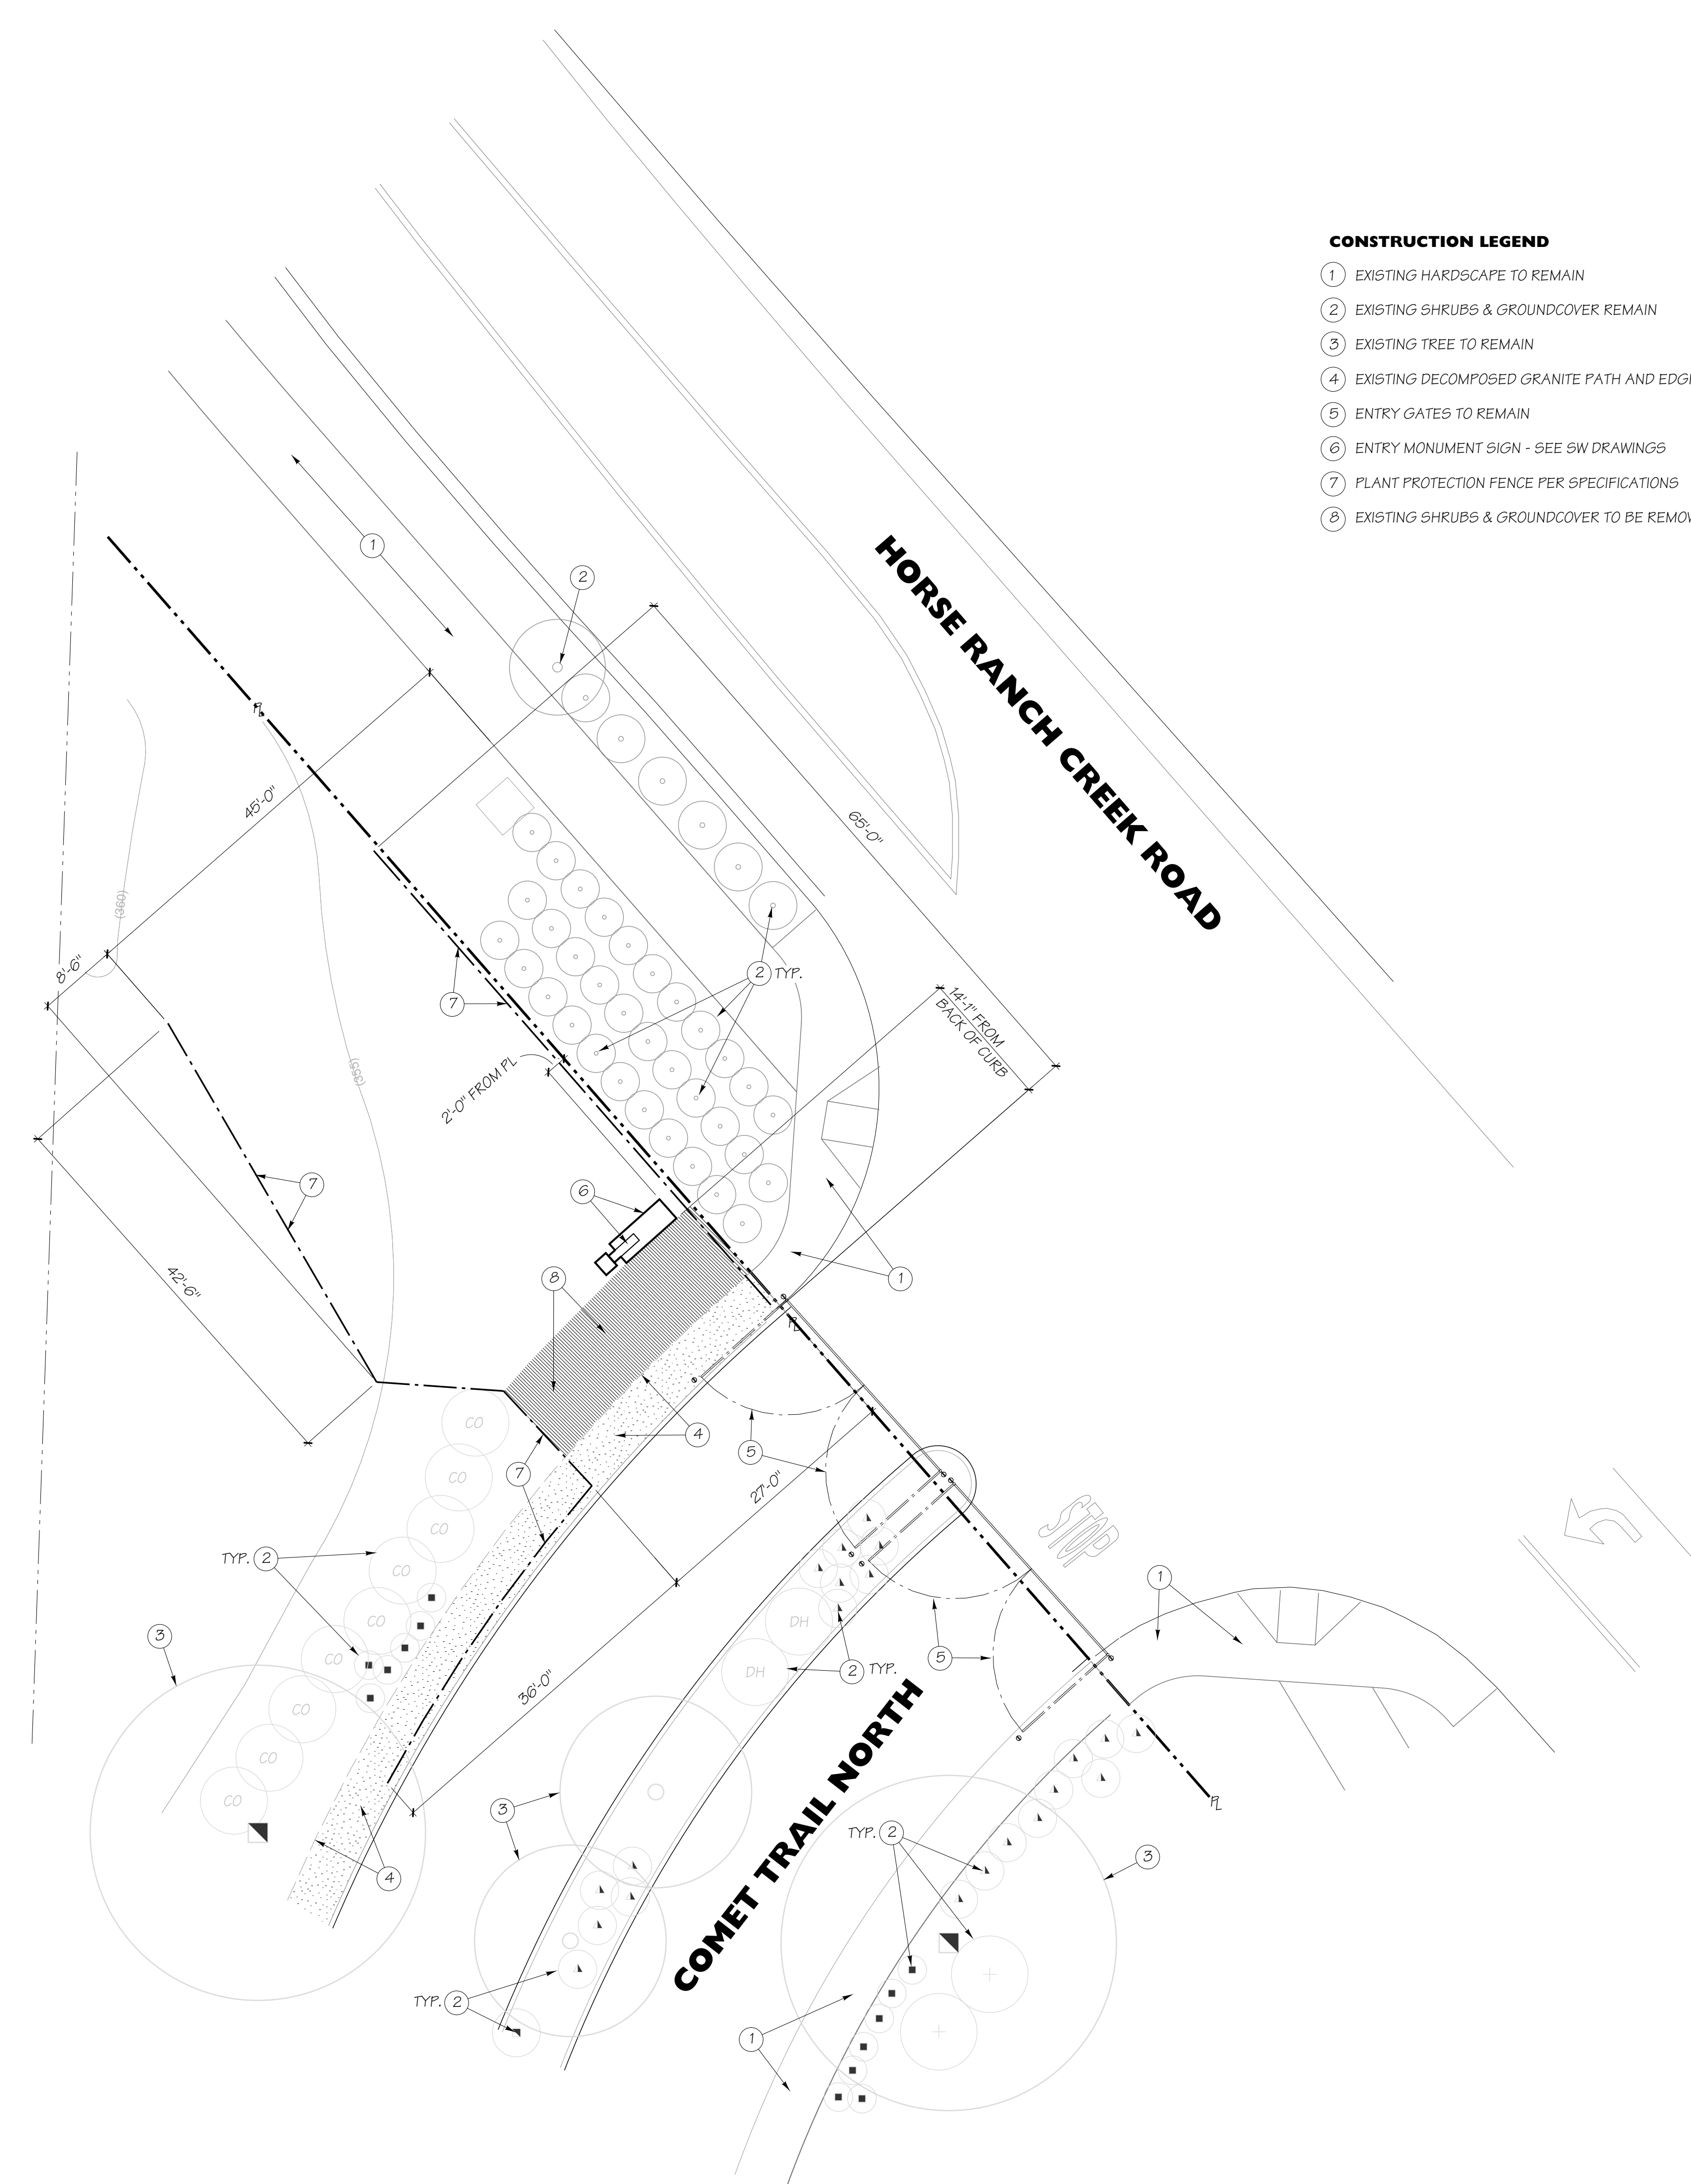 CONSTRUCTION LEGEND
1 EXISTING HARDSCAPE TO REMAIN
2 EXISTING SHRUBS & GROUNDCOVER REMAIN
3 EXISTING TREE TO REMAIN
4 EXISTING DECOMPOSED GRANITE PATH AND
5 ENTRY GATES TO REMAIN
6 ENTRY MONUMENT SIGN - SEE SW DRAWINGS
7 PLANT PROTECTION FENCE PER SPECIFICATIONS
8 EXISTING SHRUBS & GROUNDCOVER TO BE
HORSE RANCH CREEK ROAD
1
2
PL
45'-0"
65'-0"
(360)
8'-6"
2 TYP.
7
14'-1" FROM
BACK OF CURB
(355)
2'-0" FROM PL
7
6
42'-6"
8
1
PL
CO
4
5
7
CO
27'-0"
CO
STOP
TYP. 2
CO
1
CO
DH
3
CO
DH
2 TYP.
5
36'-0"
CO
CO
CO
PL
3
TYP. 2
3
4
COMET TRAIL NORTH
TYP. 2
1